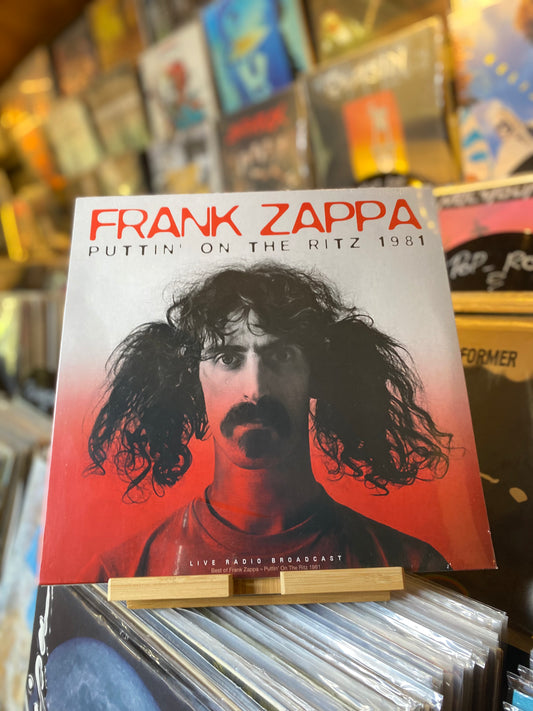 FRANK ZAPPA
PUTTIN' ON THE RITZ 1981
LIVE RADIO BROADCAST
Best of Frank Zappa – Puttin' On The Ritz 1981
FORMER